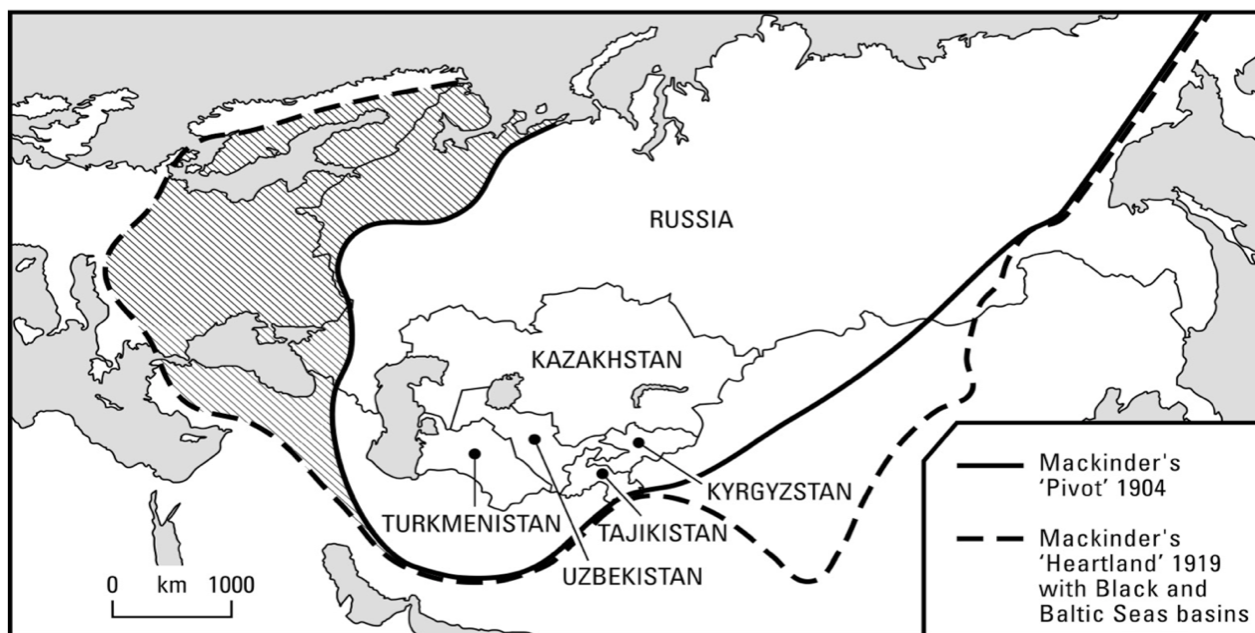 RUSSIA
KAZAKHSTAN
KYRGYZSTAN
TURKMENISTAN
TAJIKISTAN
UZBEKISTAN
0 km 1000
Mackinder's
'Pivot' 1904
Mackinder's
'Heartland' 1919
with Black and
Baltic Seas basins